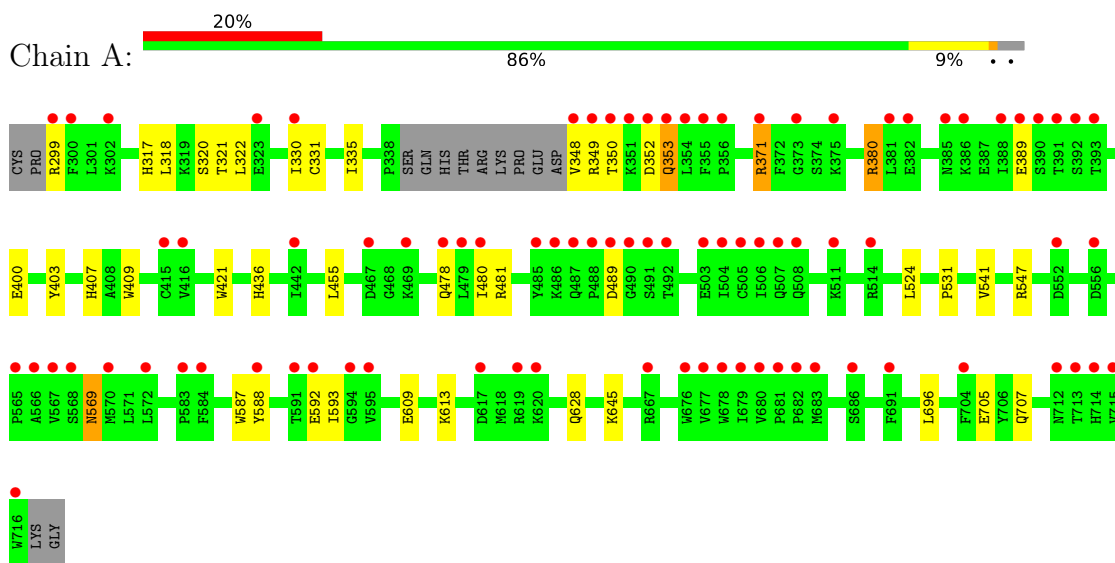 20%
Chain A:
86% 9% • •
CYS PRO R299 F300 L301 K302 H317 L318 K319 S320 T321 L322 E323 I330 C331 I335 P338 SER GLN HIS THR ARG LYS PRO GLU ASP V348 R349 T350 K351 D352 Q353 L354 F355 P356 R371 F372 G373 S374 K375 R380 L381 E382 N385 K386 E387 I388 E389 S390 T391 S392 T393
E400 Y403 H407 A408 W409 C415 V416 W421 H436 I442 L455 D467 G468 K469 Q478 L479 I480 R481 Y485 K486 Q487 P488 D489 G490 S491 T492 E503 I504 C505 I506 Q507 Q508 K511 R514 L524 P531 V541 R547 D552 D556
P565 A566 V567 S568 N569 M570 L571 L572 P583 F584 W587 Y588 T591 E592 I593 G594 V595 E609 K613 D617 M618 R619 K620 Q628 K645 R667 W676 V677 W678 I679 V680 P681 P682 M683 S686 F691 L696 F704 E705 Y706 Q707 N712 T713 H714 V715
W716 LYS GLY